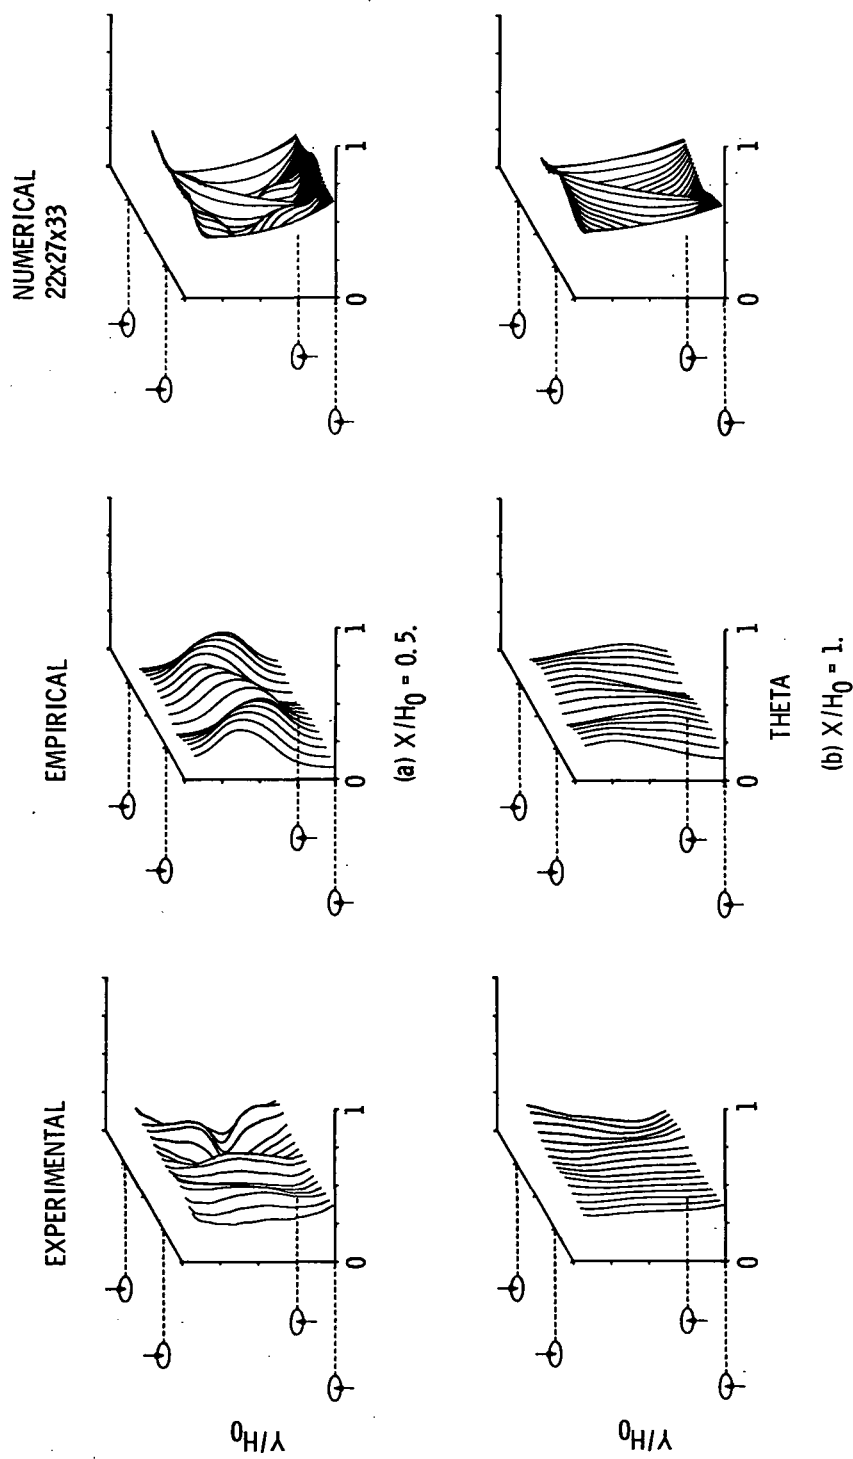 EXPERIMENTAL
EMPIRICAL
NUMERICAL
22x27x33
Y/H0
0 1
0 1
0 1
(a) X/H0 = 0.5.
0 1
0 1
0 1
THETA
(b) X/H0 = 1.